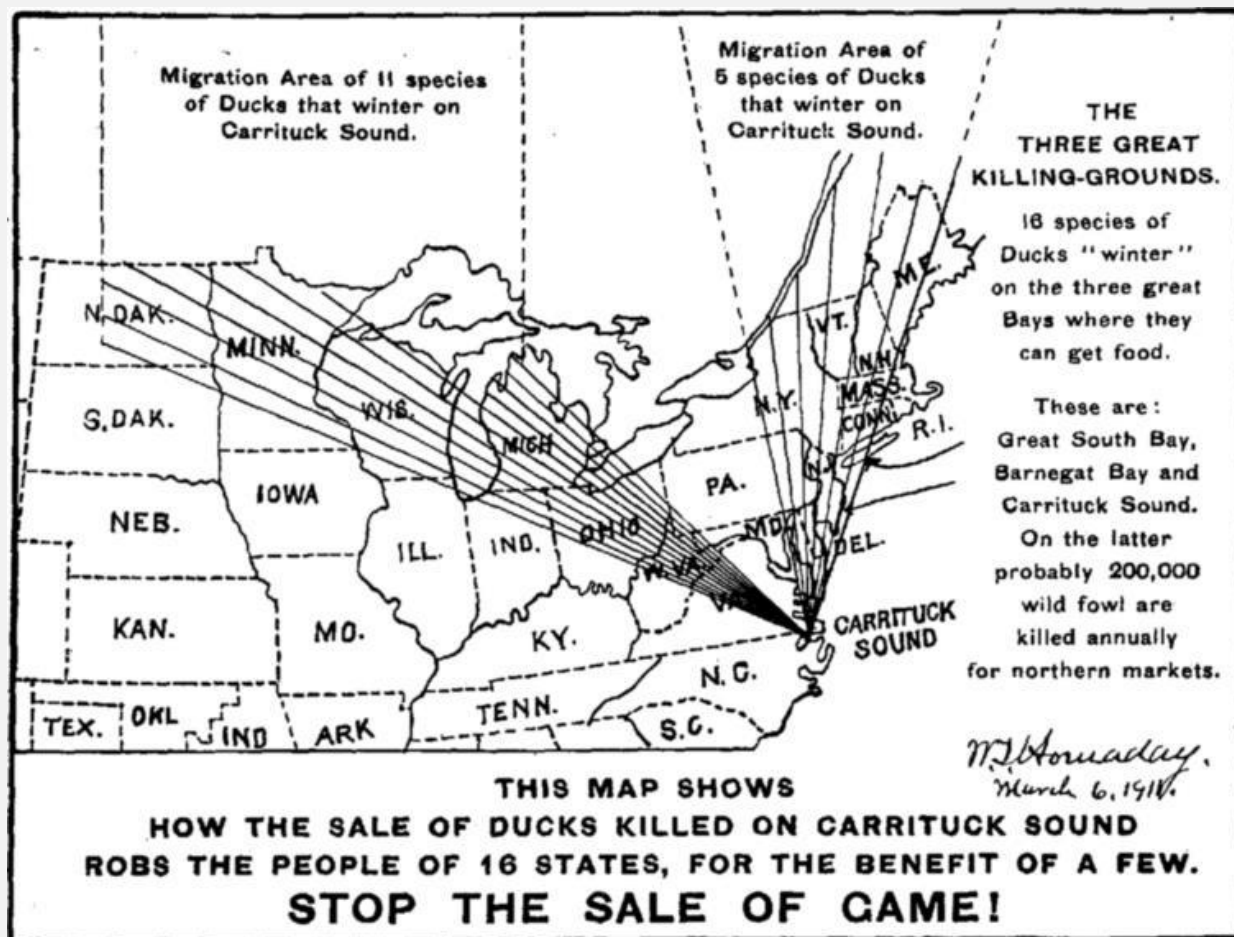 Migration Area of 11 species
of Ducks that winter on
Carrituck Sound.
Migration Area of
5 species of Ducks
that winter on
Carrituck Sound.
THE
THREE GREAT
KILLING-GROUNDS.
16 species of
Ducks "winter"
on the three great
Bays where they
can get food.
These are:
Great South Bay,
Barnegat Bay and
Carrituck Sound.
On the latter
probably 200,000
wild fowl are
killed annually
for northern markets.
N.DAK.
MINN.
S.DAK.
WIS.
MICH
IOWA
NEB.
ILL.
IND.
OHIO
KAN.
MO.
KY.
W.VA.
VA.
TENN.
N.C.
S.C.
TEX.
OKL
IND
ARK
PA.
MD.
DEL.
N.J.
N.Y.
VT.
N.H.
ME.
MASS.
CONN.
R.I.
CARRITUCK
SOUND
W.T. Hornaday.
March 6, 1911.
THIS MAP SHOWS
HOW THE SALE OF DUCKS KILLED ON CARRITUCK SOUND
ROBS THE PEOPLE OF 16 STATES, FOR THE BENEFIT OF A FEW.
STOP THE SALE OF GAME!